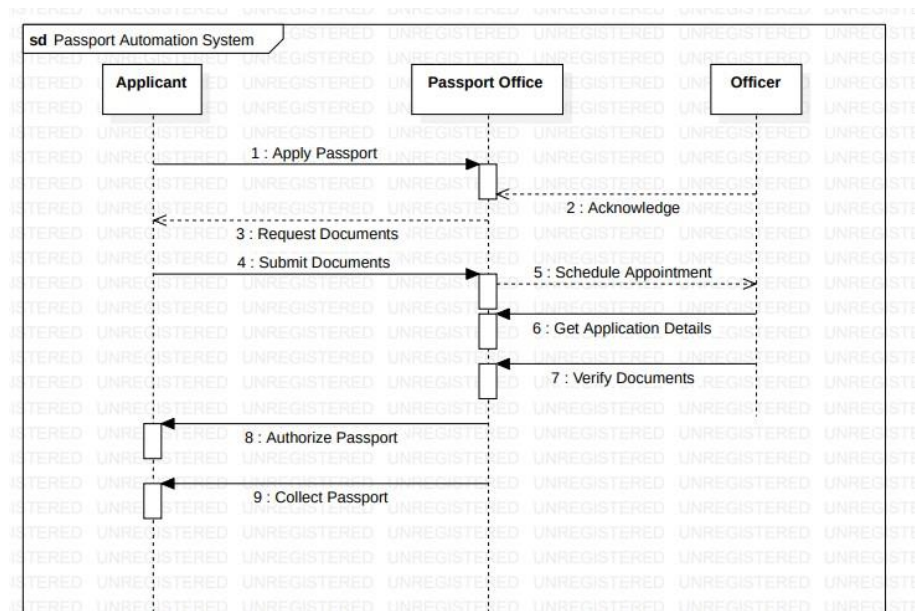 sd Passport Automation System
Applicant
Passport Office
Officer
1 : Apply Passport
2 : Acknowledge
3 : Request Documents
4 : Submit Documents
5 : Schedule Appointment
6 : Get Application Details
7 : Verify Documents
8 : Authorize Passport
9 : Collect Passport
UNREGISTERED